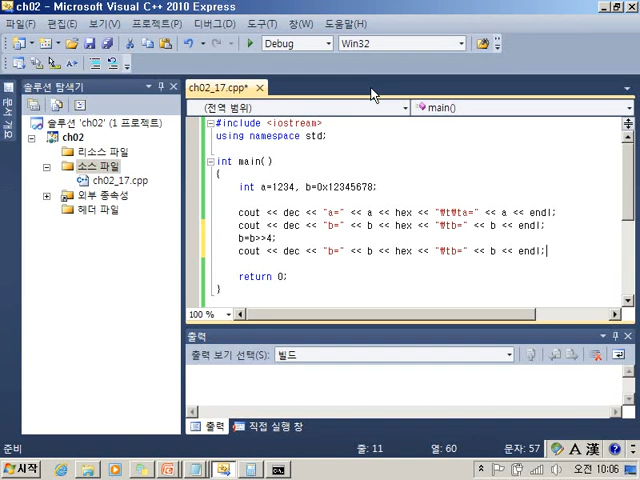 ch02 - Microsoft Visual C++ 2010 Express
파일(F) 편집(E) 보기(V) 프로젝트(P) 디버그(D) 도구(T) 창(W) 도움말(H)
Debug Win32
솔루션 탐색기
ch02_17.cpp*
문서 개요
(전역 범위) main()
솔루션 'ch02' (1 프로젝트)
ch02
리소스 파일
소스 파일
ch02_17.cpp
외부 종속성
헤더 파일
#include <iostream>
using namespace std;
int main()
{
int a=1234, b=0x12345678;
cout << dec << "a=" << a << hex << "₩t₩ta=" << a << endl;
cout << dec << "b=" << b << hex << "₩tb=" << b << endl;
b=b>>4;
cout << dec << "b=" << b << hex << "₩tb=" << b << endl;
return 0;
}
100 %
출력
출력 보기 선택(S): 빌드
출력 직접 실행 창
준비 줄: 11 열: 60 문자: 57 A 漢
시작 오전 10:06